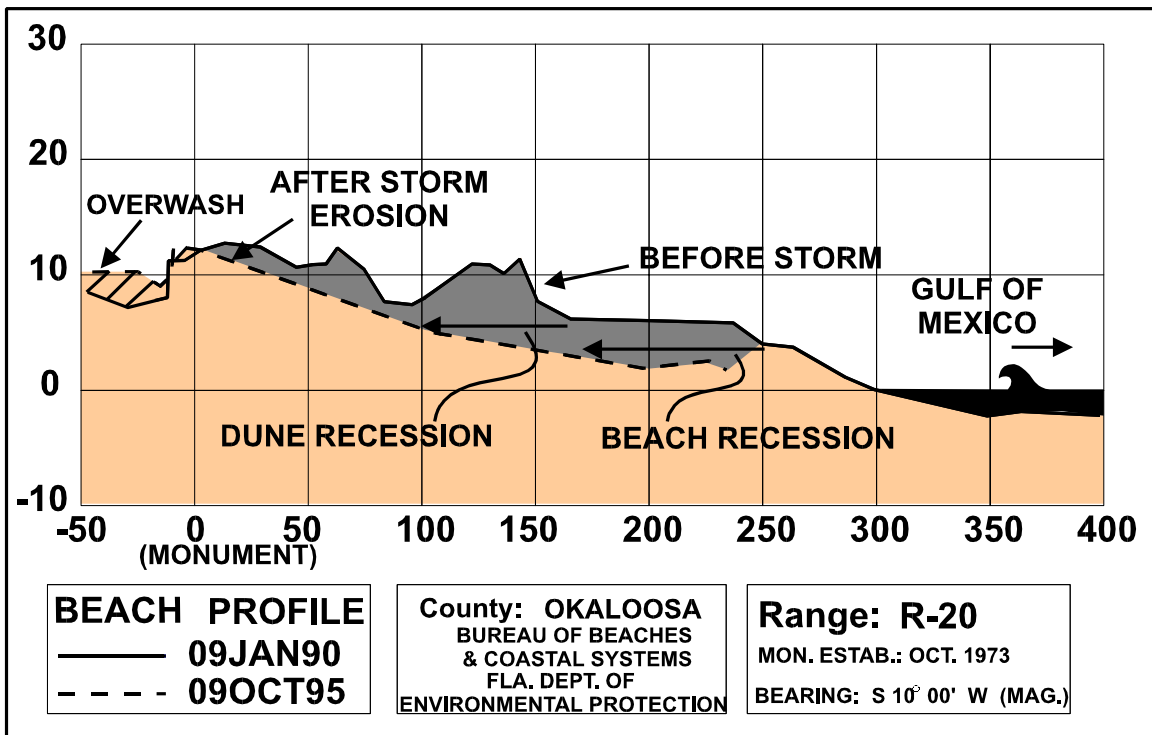 30
20
10
0
-10
OVERWASH
AFTER STORM
EROSION
BEFORE STORM
GULF OF
MEXICO
DUNE RECESSION
BEACH RECESSION
-50 0 50 100 150 200 250 300 350 400
(MONUMENT)
BEACH PROFILE
09JAN90
09OCT95
County: OKALOOSA
BUREAU OF BEACHES
& COASTAL SYSTEMS
FLA. DEPT. OF
ENVIRONMENTAL PROTECTION
Range: R-20
MON. ESTAB.: OCT. 1973
BEARING: S 10° 00' W (MAG.)